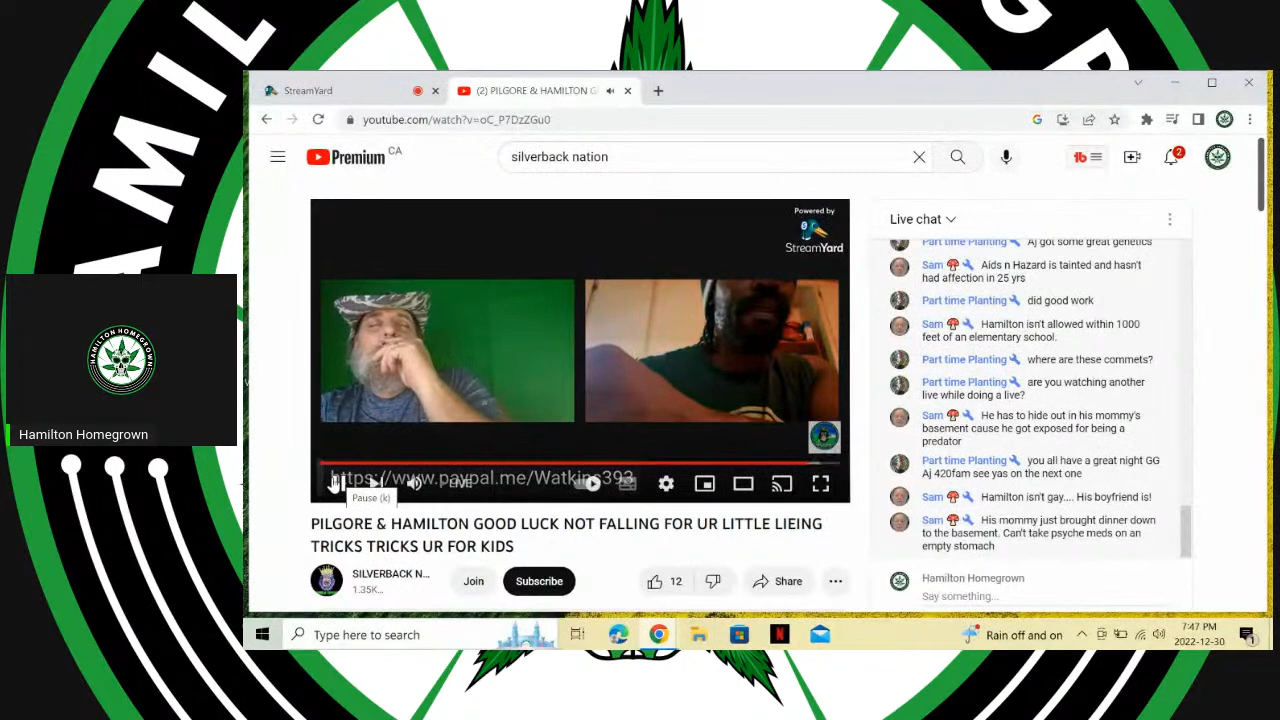 AMIL
GR
StreamYard
(2) PILGORE & HAMILTON G
youtube.com/watch?v=oC_P7DzZGu0
Premium CA
silverback nation
2
Powered by
StreamYard
https://www.paypal.me/Watkins393
LIVE
Pause (k)
PILGORE & HAMILTON GOOD LUCK NOT FALLING FOR UR LITTLE LIEING
TRICKS TRICKS UR FOR KIDS
SILVERBACK N...
1.35K...
Join
Subscribe
12
Share
Live chat
Part time Planting Aj got some great genetics
Sam Aids n Hazard is tainted and hasn't
had affection in 25 yrs
Part time Planting did good work
Sam Hamilton isn't allowed within 1000
feet of an elementary school.
Part time Planting where are these commets?
Part time Planting are you watching another
live while doing a live?
Sam He has to hide out in his mommy's
basement cause he got exposed for being a
predator
Part time Planting you all have a great night GG
Aj 420fam see yas on the next one
Sam Hamilton isn't gay.... His boyfriend is!
Sam His mommy just brought dinner down
to the basement. Can't take psyche meds on an
empty stomach
Hamilton Homegrown
Say something...
HAMILTON HOMEGROWN
Hamilton Homegrown
Type here to search
Rain off and on
7:47 PM
2022-12-30
1